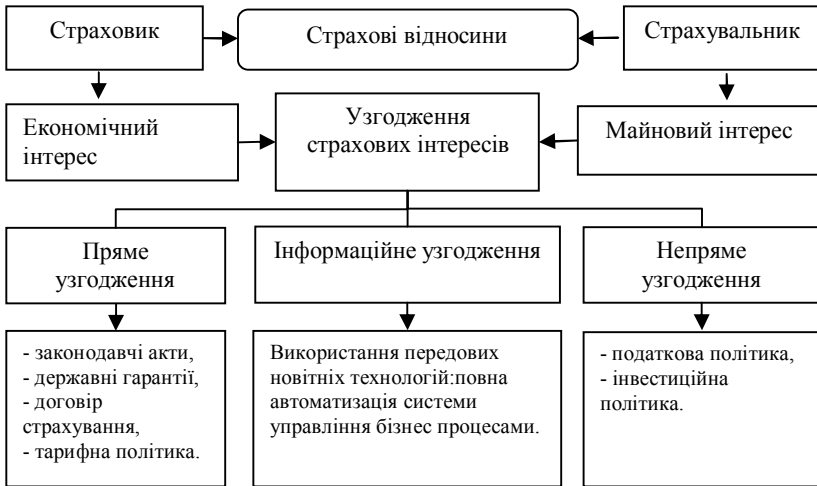 Страховик
Страхові відносини
Страхувальник
Економічний
інтерес
Узгодження
страхових інтересів
Майновий інтерес
Пряме
узгодження
Інформаційне узгодження
Непряме
узгодження
- законодавчі акти,
- державні гарантії,
- договір
страхування,
- тарифна політика.
Використання передових
новітніх технологій:повна
автоматизація системи
управління бізнес процесами.
- податкова політика,
- інвестиційна
політика.